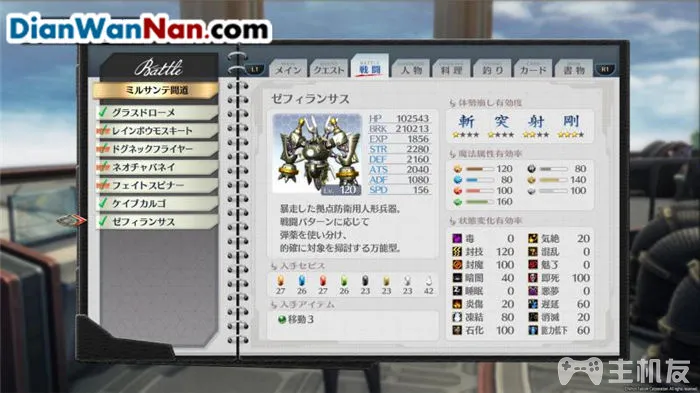 DianWanNan.com
L1
メイン
クエスト
BATTLE
戦闘
人物
料理
釣り
カード
書物
R1
Battle
ミルサンテ間道
グラスドローメ
レインボウモスキート
ドグネックフライヤー
ネオチャバネイ
フェイトスピナー
ケイブカルゴ
ゼフィランサス
ゼフィランサス
Lv. 120
HP 102543
BRK 210213
EXP 1856
STR 2280
DEF 2160
ATS 2040
ADF 1080
SPD 156
暴走した拠点防衛用人形兵器。
戦闘パターンに応じて
弾薬を使い分け、
的確に対象を掃討する万能型。
入手セピス
27 26 27 26 23 23 42
入手アイテム
移動3
体勢崩し有効度
斬 突 射 剛
魔法属性有効率
120 80
80 140
100 100
160
状態変化有効率
毒 0 気絶 20
封技 120 混乱 0
封魔 100 魅了 0
暗闇 40 即死 100
睡眠 0 悪夢 0
炎傷 20 遅延 60
凍結 80 消滅 20
石化 100 能力低下 60
主机友